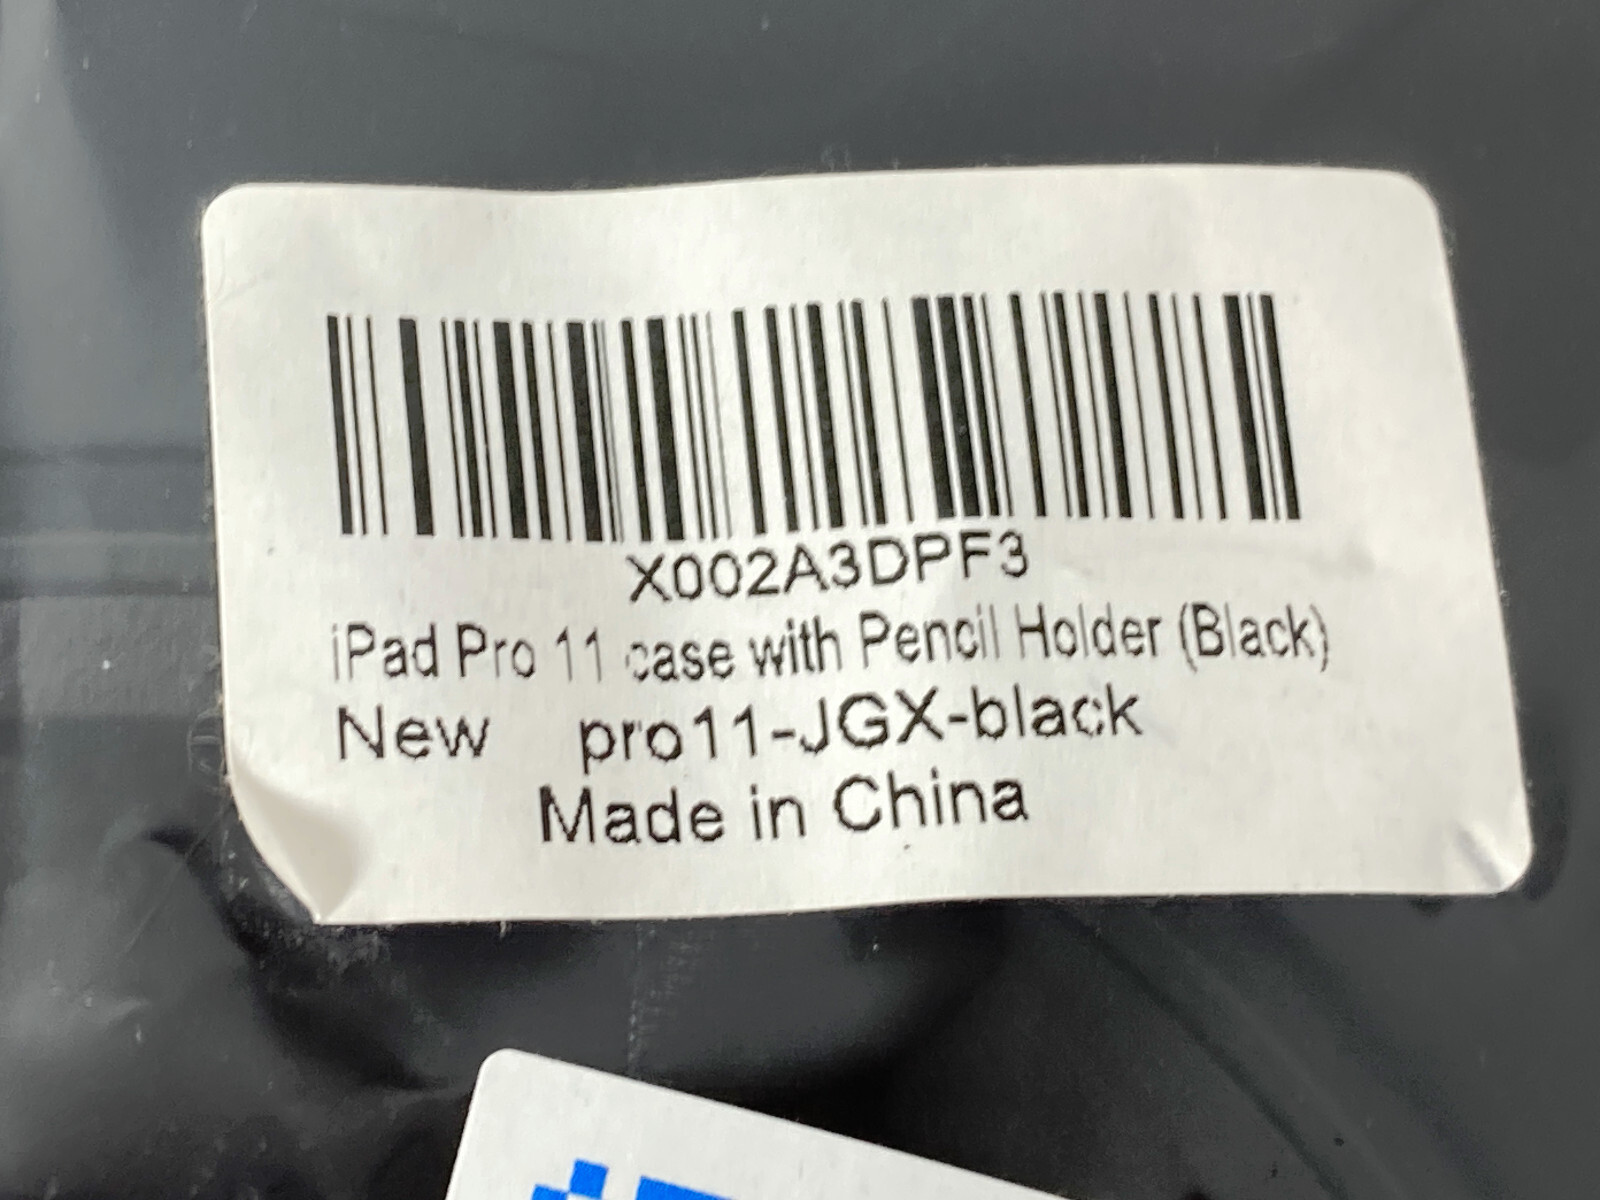 X002A3DPF3
iPad Pro 11 case with Pencil Holder (Black)
New pro11-JGX-black
Made in China